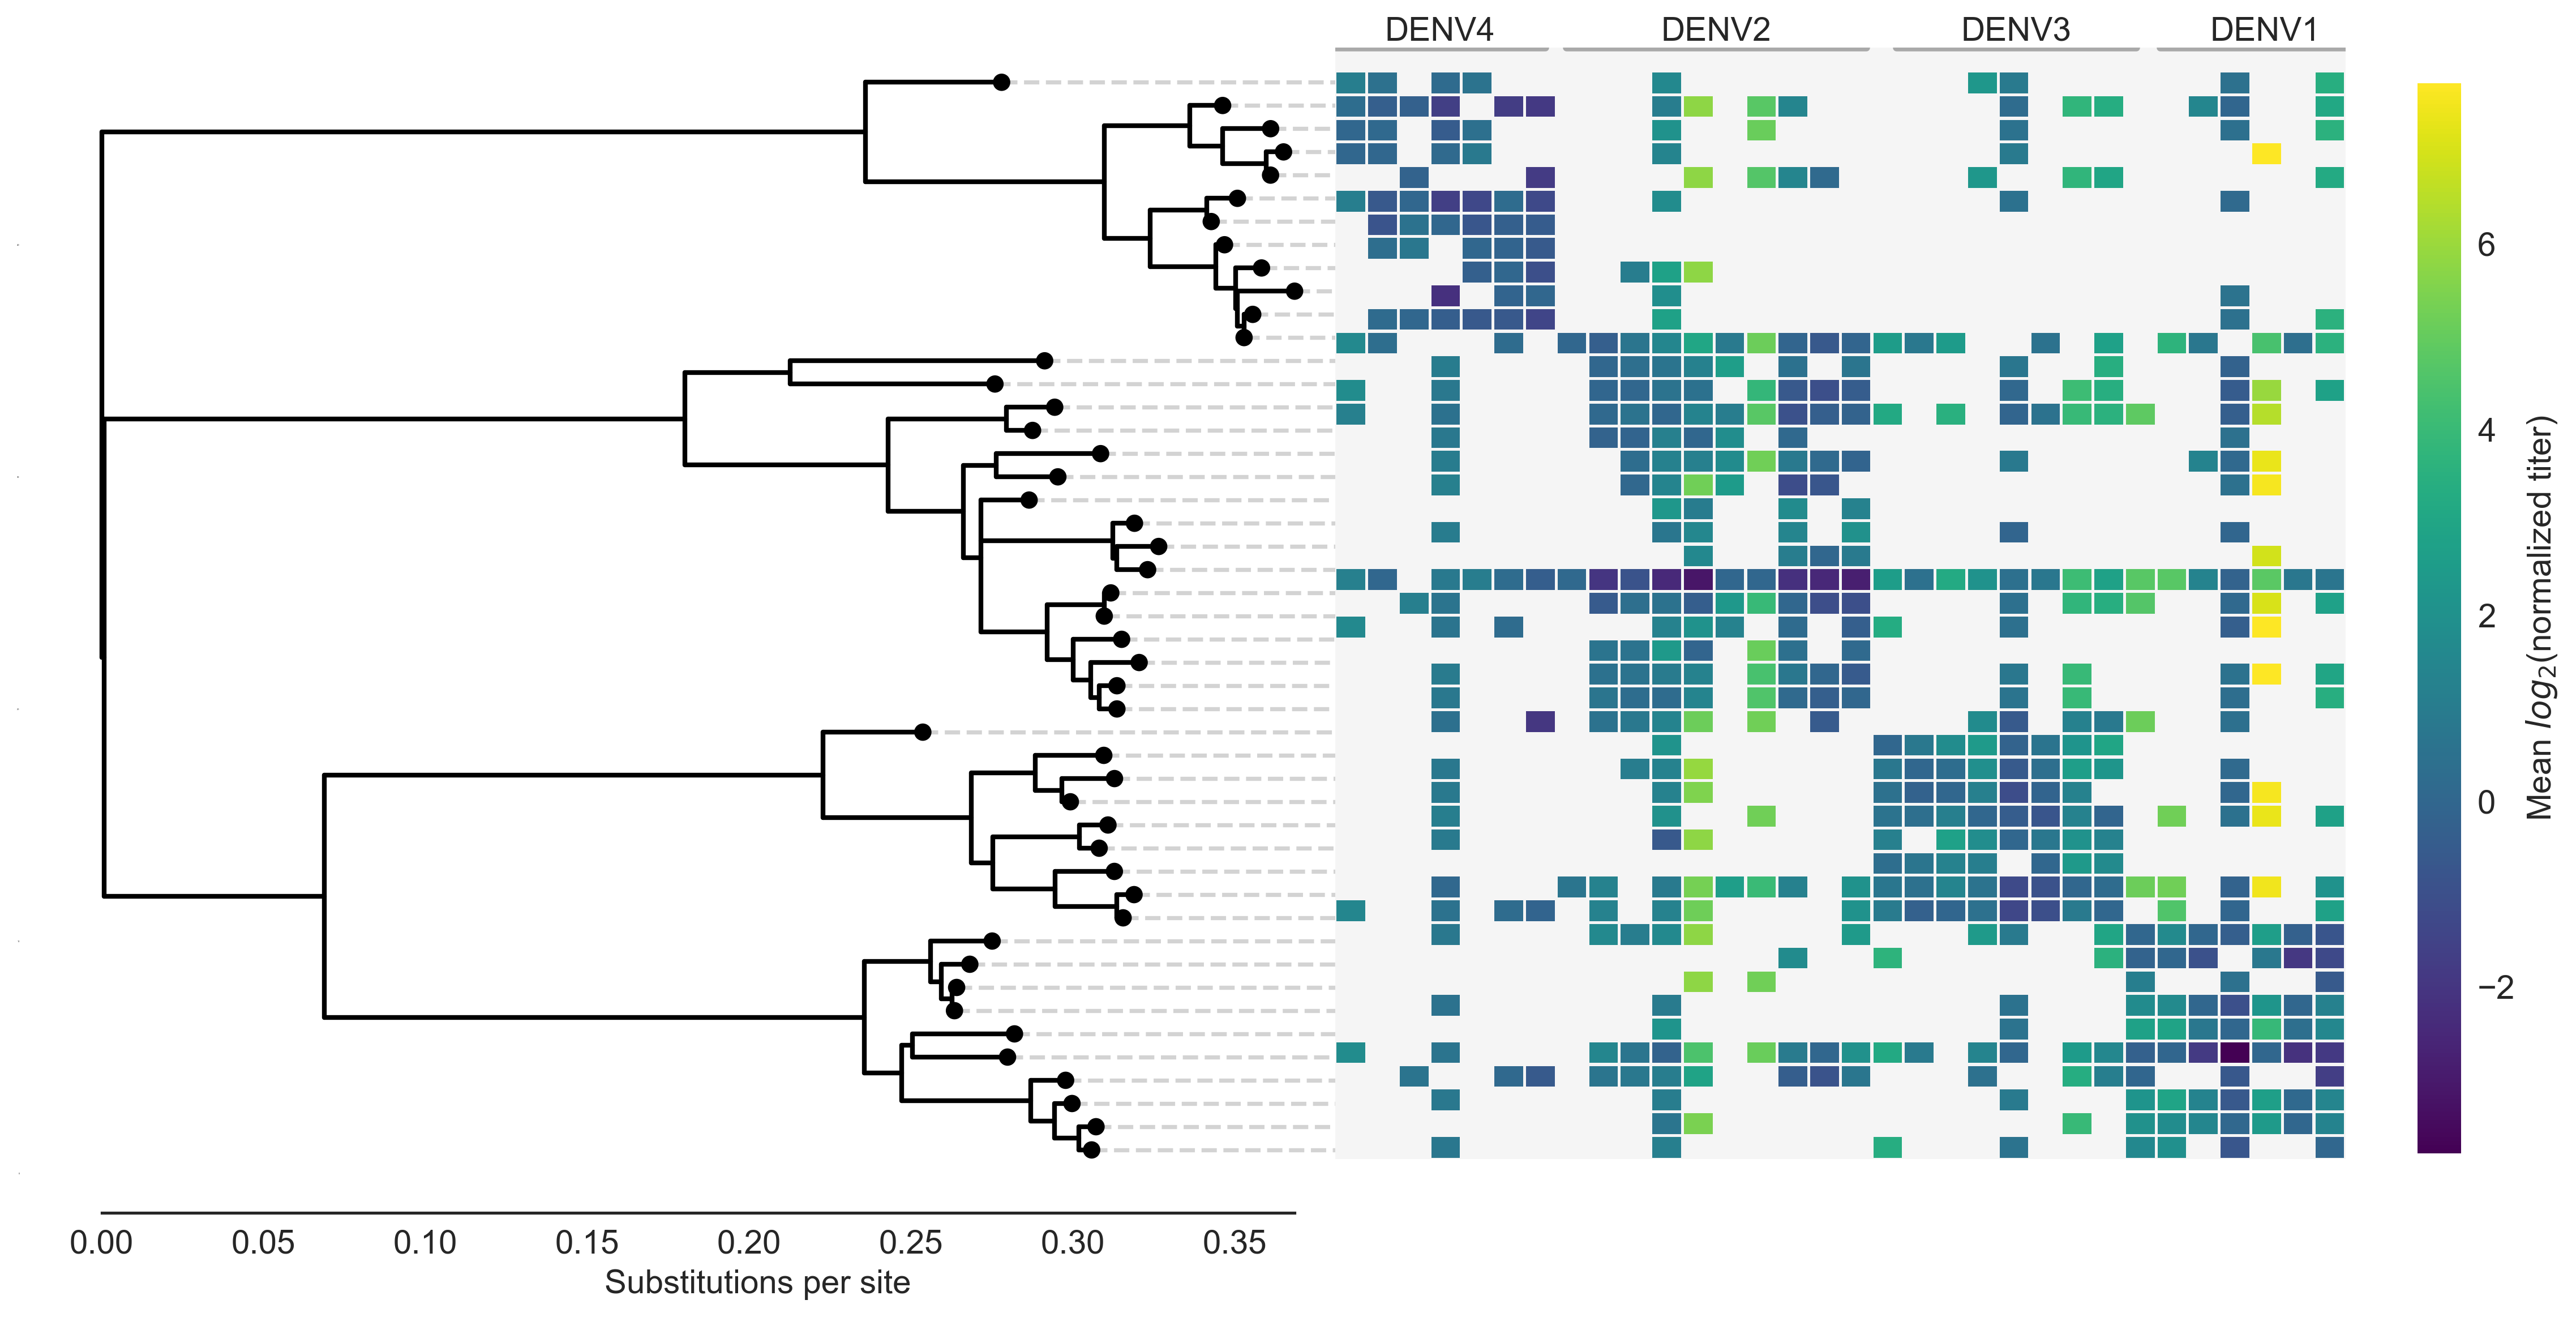 DENV4 DENV2 DENV3 DENV1
6
4
2
0
−2
Mean log₂(normalized titer)
0.00 0.05 0.10 0.15 0.20 0.25 0.30 0.35
Substitutions per site